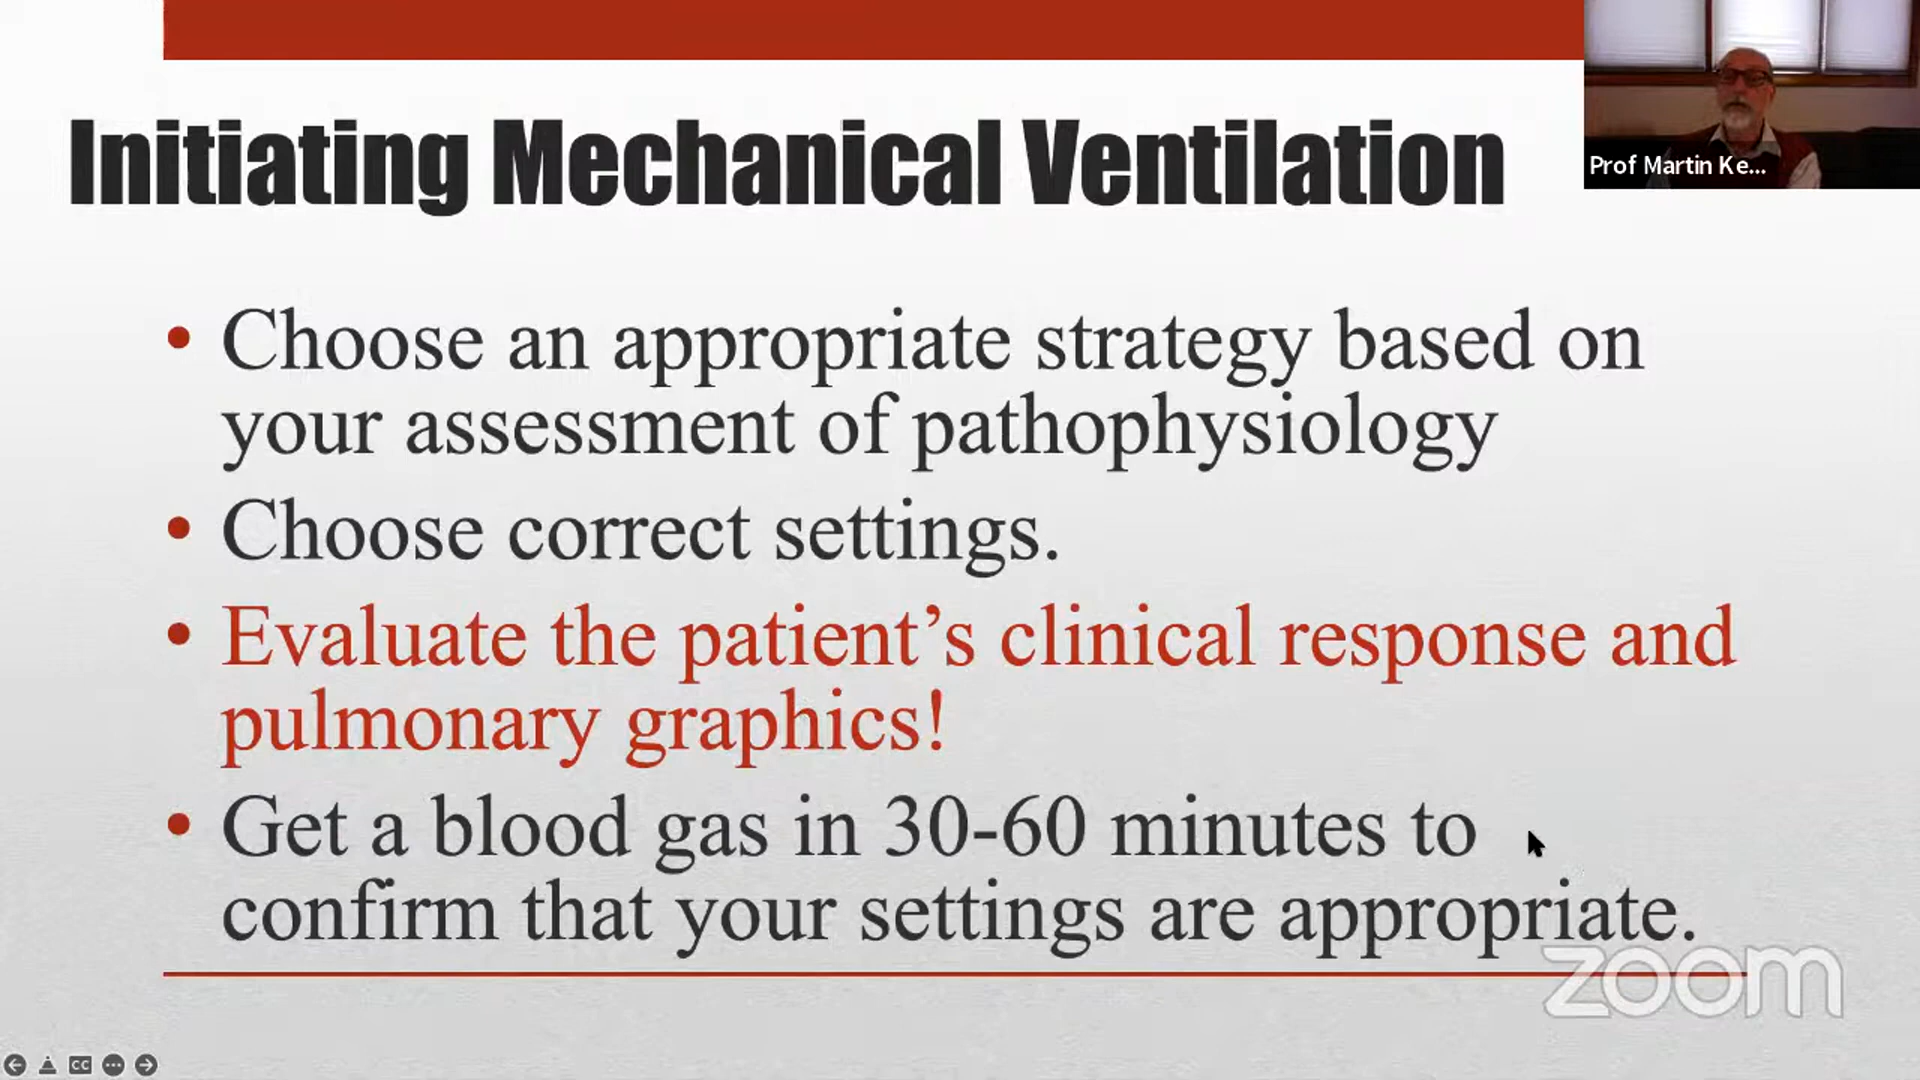 Initiating Mechanical Ventilation
Prof Martin Ke...
• Choose an appropriate strategy based on
your assessment of pathophysiology
• Choose correct settings.
• Evaluate the patient’s clinical response and
pulmonary graphics!
• Get a blood gas in 30-60 minutes to
confirm that your settings are appropriate.
zoom
CC